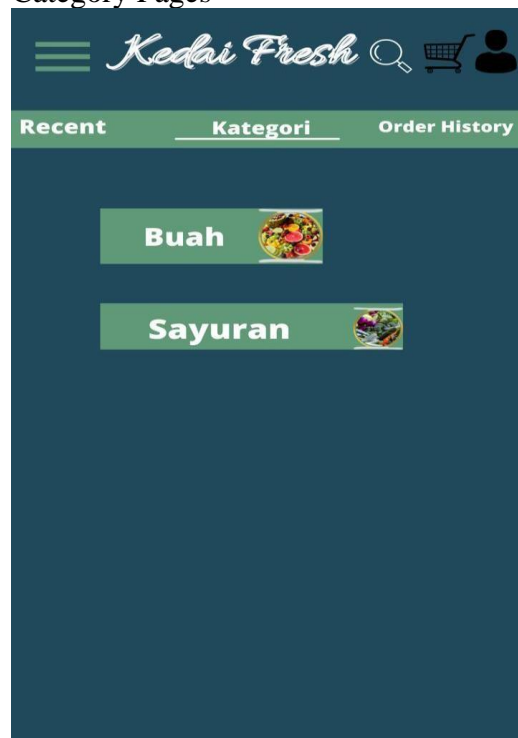 Category Pages
Kedai Fresh
Recent Kategori Order History
Buah
Sayuran